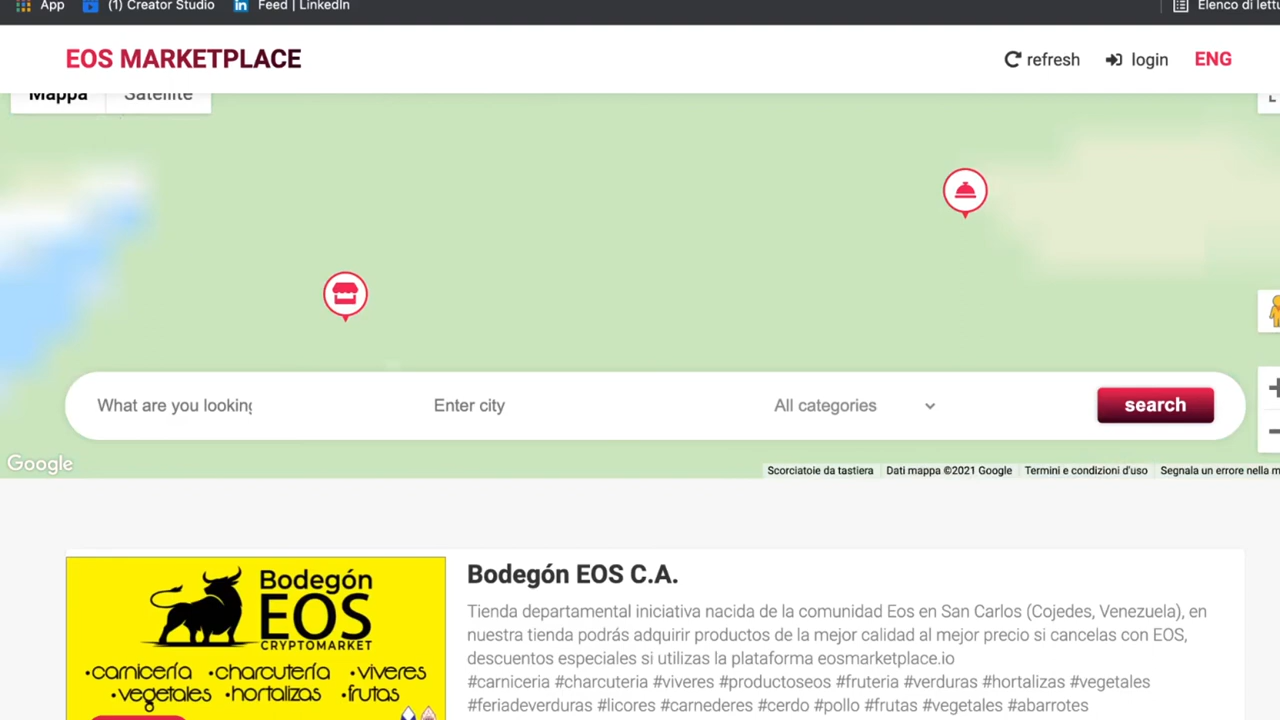 App (1) Creator Studio Feed | LinkedIn Elenco di lettu
EOS MARKETPLACE refresh login ENG
Mappa Satellite
What are you looking Enter city All categories search
Google Scorciatoie da tastiera Dati mappa ©2021 Google Termini e condizioni d'uso Segnala un errore nella m
Bodegón
EOS
CRYPTOMARKET
•carnicería •charcutería •viveres
•vegetales •hortalizas •frutas
Bodegón EOS C.A.
Tienda departamental iniciativa nacida de la comunidad Eos en San Carlos (Cojedes, Venezuela), en
nuestra tienda podrás adquirir productos de la mejor calidad al mejor precio si cancelas con EOS,
descuentos especiales si utilizas la plataforma eosmarketplace.io
#carniceria #charcuteria #viveres #productoseos #fruteria #verduras #hortalizas #vegetales
#feriadeverduras #licores #carnederes #cerdo #pollo #frutas #vegetales #abarrotes